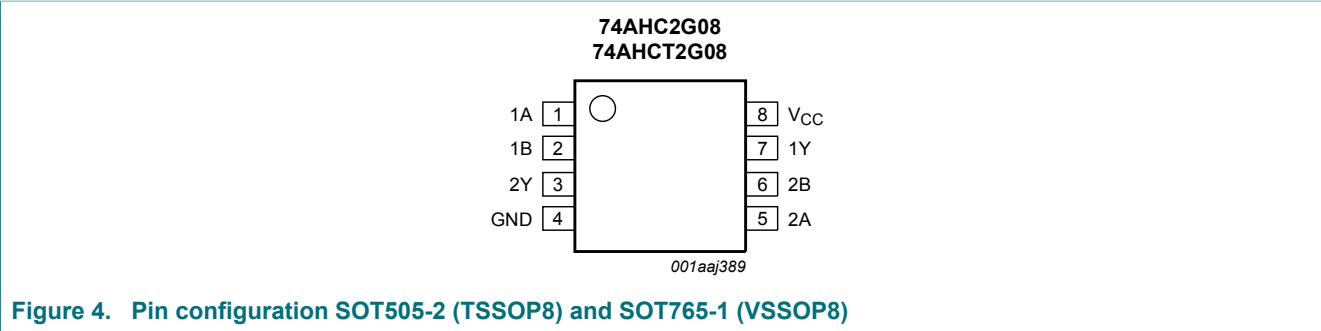 74AHC2G08
74AHCT2G08
1A 1 8 VCC
1B 2 7 1Y
2Y 3 6 2B
GND 4 5 2A
001aaj389
Figure 4. Pin configuration SOT505-2 (TSSOP8) and SOT765-1 (VSSOP8)